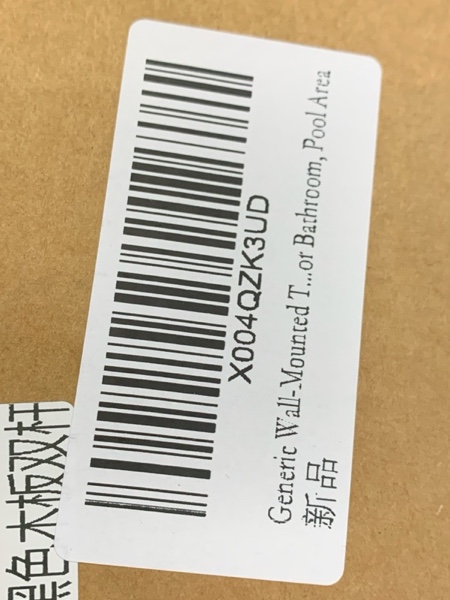 X004QZK3UD
Generic Wall-Mounted T...or Bathroom, Pool Area
新品
黑色.木板双杆